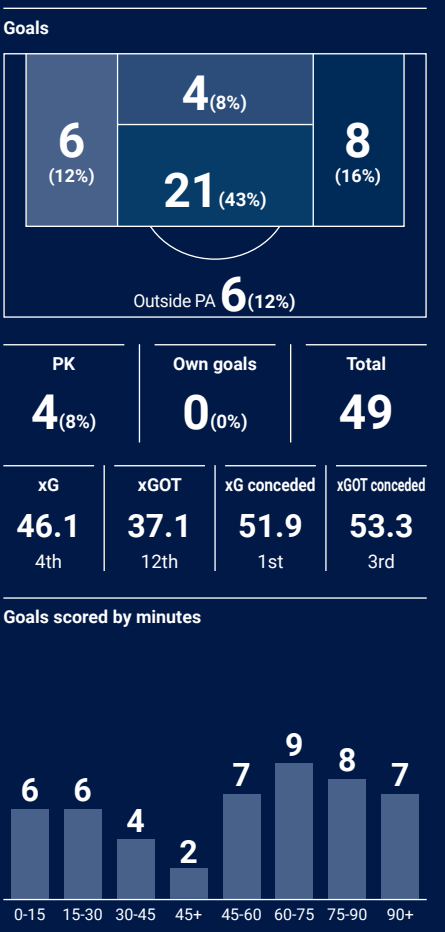 Goals
4(8%)
6
(12%)
8
(16%)
21(43%)
Outside PA 6(12%)
PK Own goals Total
4(8%) 0(0%) 49
xG xGOT xG conceded xGOT conceded
46.1 37.1 51.9 53.3
4th 12th 1st 3rd
Goals scored by minutes
6 6 4 2 7 9 8 7
0-15 15-30 30-45 45+ 45-60 60-75 75-90 90+